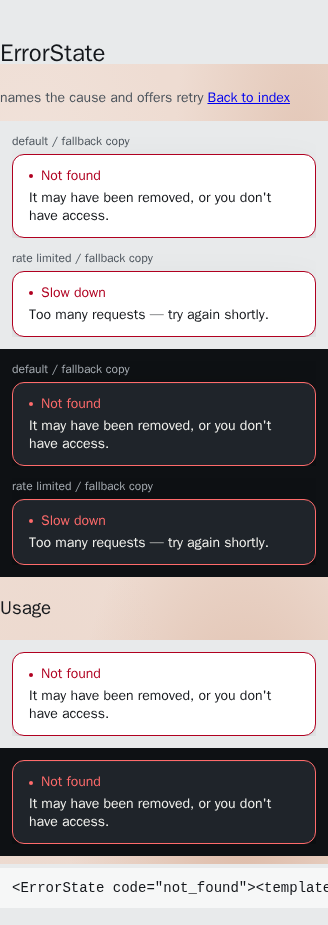 ErrorState
names the cause and offers retry Back to index
default / fallback copy
• Not found
It may have been removed, or you don't
have access.
rate limited / fallback copy
• Slow down
Too many requests — try again shortly.
default / fallback copy
• Not found
It may have been removed, or you don't
have access.
rate limited / fallback copy
• Slow down
Too many requests — try again shortly.
Usage
• Not found
It may have been removed, or you don't
have access.
• Not found
It may have been removed, or you don't
have access.
<ErrorState code="not_found"><template